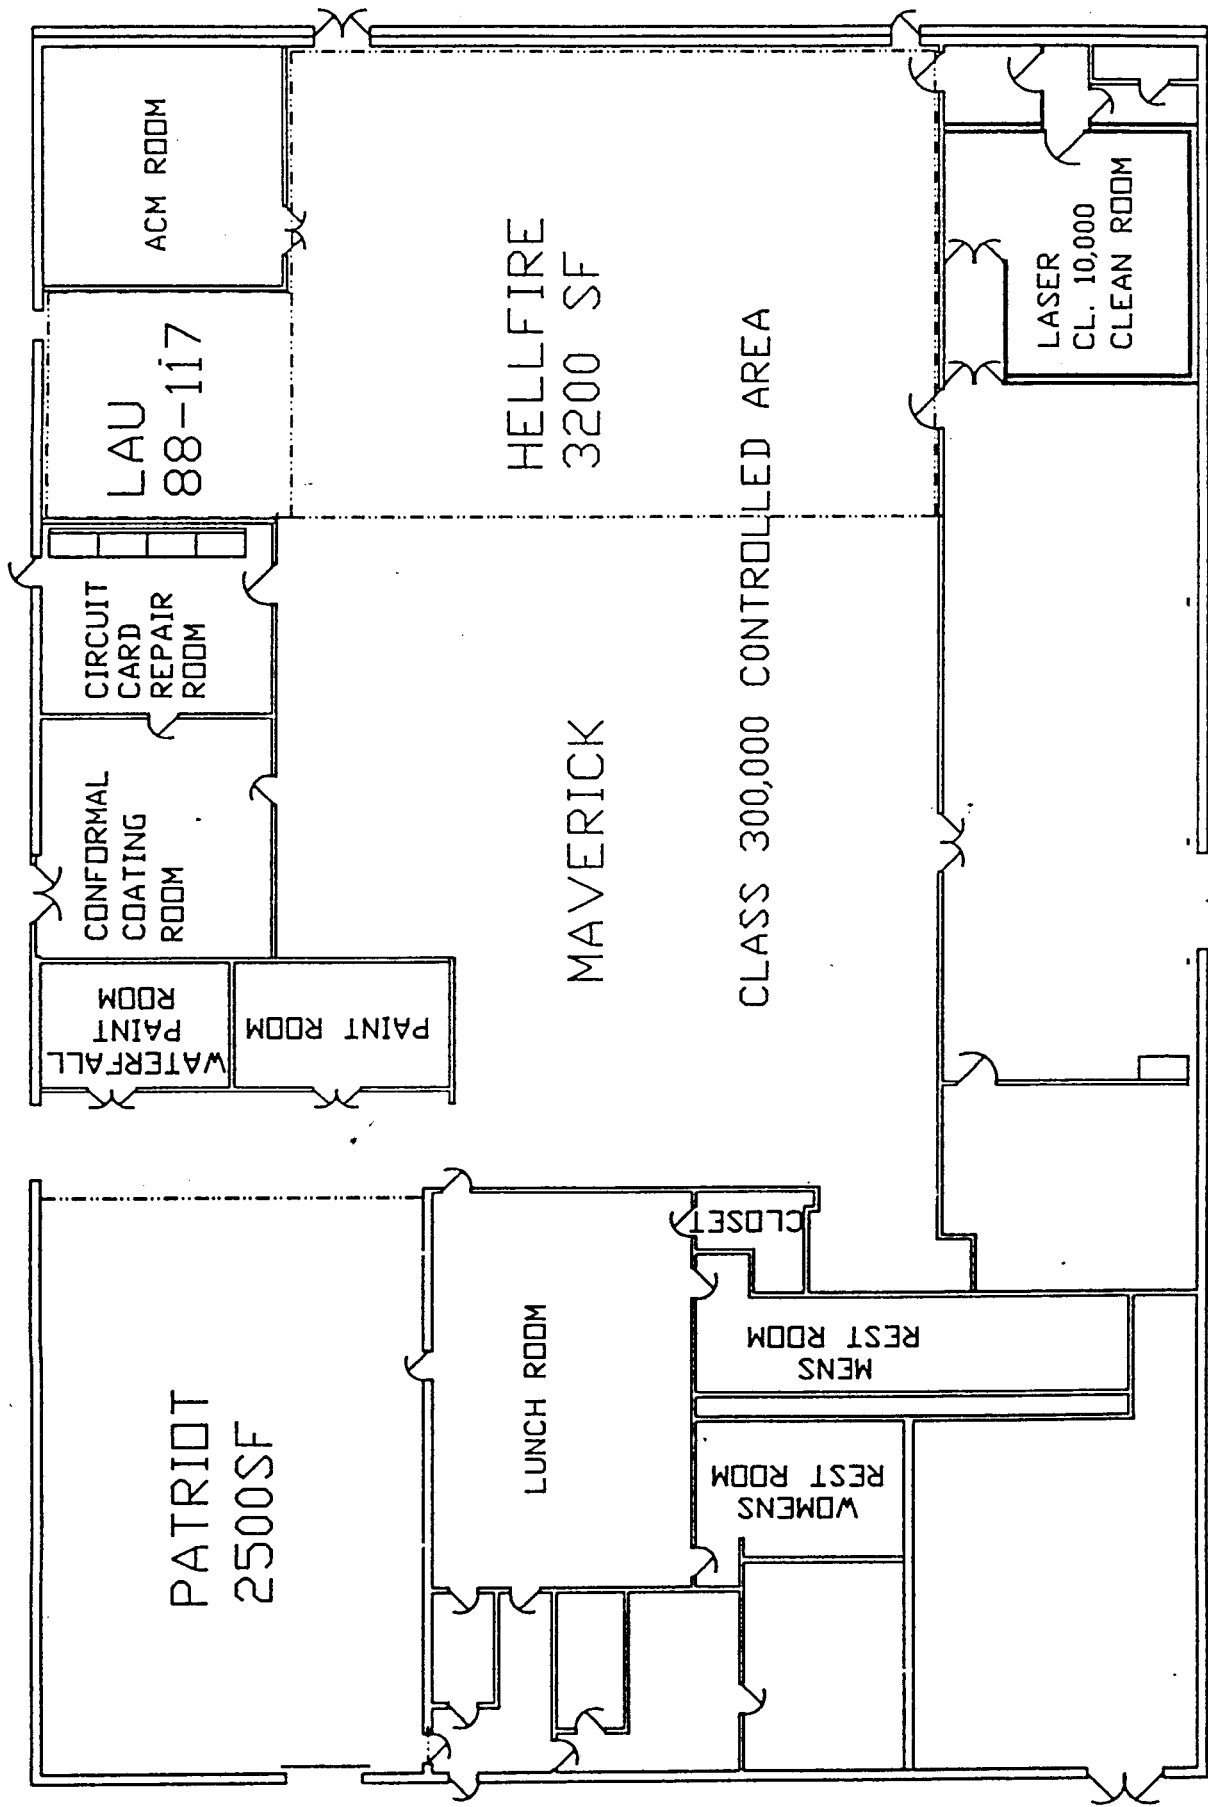 ACM ROOM
LAU
88-117
HELLFIRE
3200 SF
LASER
CL. 10,000
CLEAN ROOM
CIRCUIT
CARD
REPAIR
ROOM
CONFORMAL
COATING
ROOM
MAVERICK
CLASS 300,000 CONTROLLED AREA
WATERFALL
PAINT
ROOM
PAINT ROOM
PATRIOT
2500SF
LUNCH ROOM
CLOSET
MENS
REST ROOM
WOMENS
REST ROOM